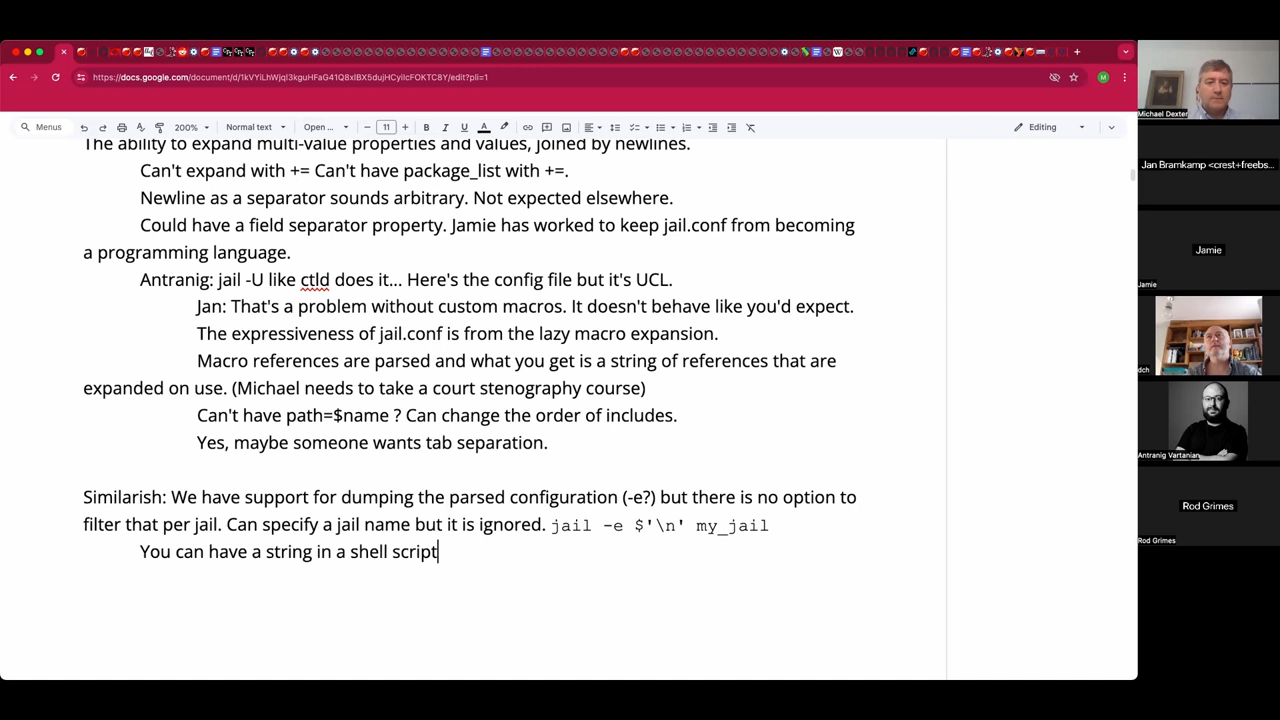 https://docs.google.com/document/d/1kVYiLhWjqI3kguHFaG41Q8xlBX5dujHCyiIcFOKTC8Y/edit?pli=1
M
Menus
200%
Normal text
Open ...
11
B
I
U
A
Editing
The ability to expand multi-value properties and values, joined by newlines.
Can't expand with += Can't have package_list with +=.
Newline as a separator sounds arbitrary. Not expected elsewhere.
Could have a field separator property. Jamie has worked to keep jail.conf from becoming
a programming language.
Antranig: jail -U like ctld does it... Here's the config file but it's UCL.
Jan: That's a problem without custom macros. It doesn't behave like you'd expect.
The expressiveness of jail.conf is from the lazy macro expansion.
Macro references are parsed and what you get is a string of references that are
expanded on use. (Michael needs to take a court stenography course)
Can't have path=$name ? Can change the order of includes.
Yes, maybe someone wants tab separation.
Similarish: We have support for dumping the parsed configuration (-e?) but there is no option to
filter that per jail. Can specify a jail name but it is ignored. jail -e $'\n' my_jail
You can have a string in a shell script
Michael Dexter
Jan Bramkamp <crest+freebs...
Jamie
Jamie
dch
Antranig Vartanian
Rod Grimes
Rod Grimes